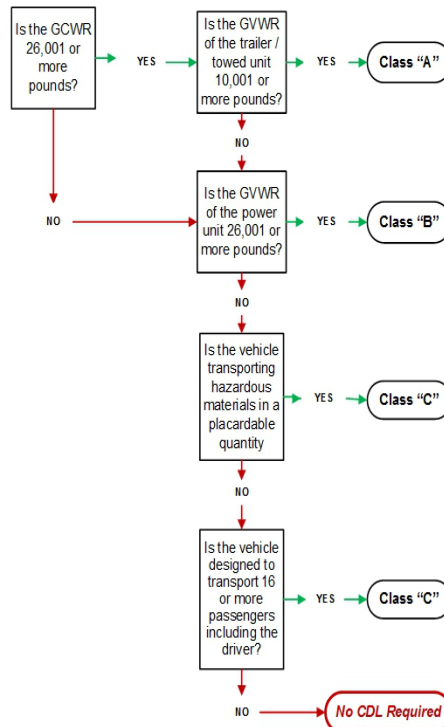 Is the GCWR
26,001 or
more
pounds?
YES
Is the GVWR
of the trailer /
towed unit
10,001 or
more pounds?
YES
Class “A”
NO
NO
Is the GVWR
of the power
unit 26,001 or
more pounds?
YES
Class “B”
NO
Is the vehicle
transporting
hazardous
materials in a
placardable
quantity
YES
Class “C”
NO
Is the vehicle
designed to
transport 16
or more
passengers
including the
driver?
YES
Class “C”
NO
No CDL Required